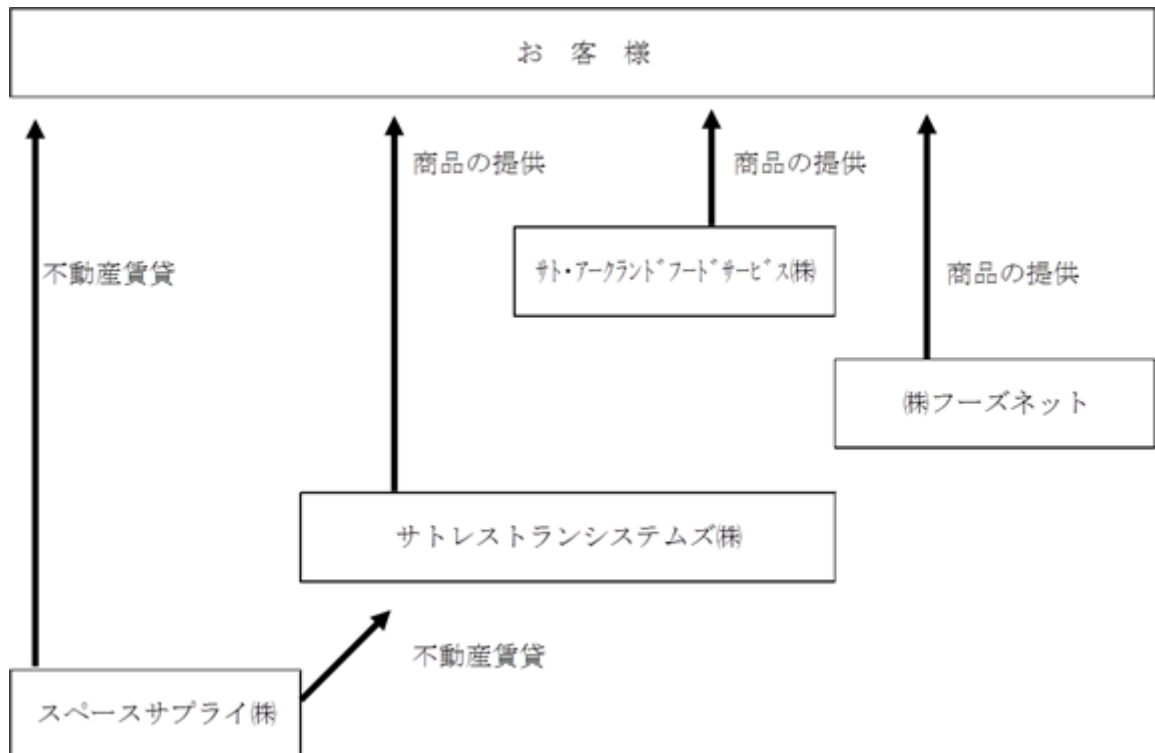 お 客 様
商品の提供
商品の提供
不動産賃貸
ｻﾄ・ｱｰｸﾗﾝﾄﾞﾌｰﾄﾞｻｰﾋﾞｽ㈱
商品の提供
㈱フーズネット
サトレストランシステムズ㈱
不動産賃貸
スペースサプライ㈱